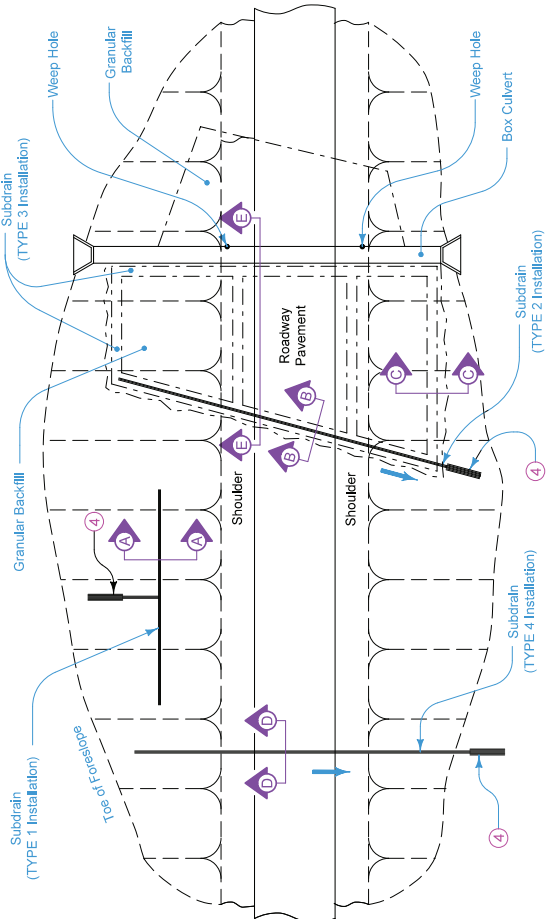 Subdrain
(TYPE 1 Installation)
Toe of Foreslope
4
A
A
Granular Backfill
Subdrain
(TYPE 3 Installation)
Weep Hole
Granular
Backfill
D
D
Shoulder
E
E
B
B
Roadway
Pavement
Shoulder
C
C
4
Subdrain
(TYPE 4 Installation)
4
Subdrain
(TYPE 2 Installation)
Box Culvert
Weep Hole